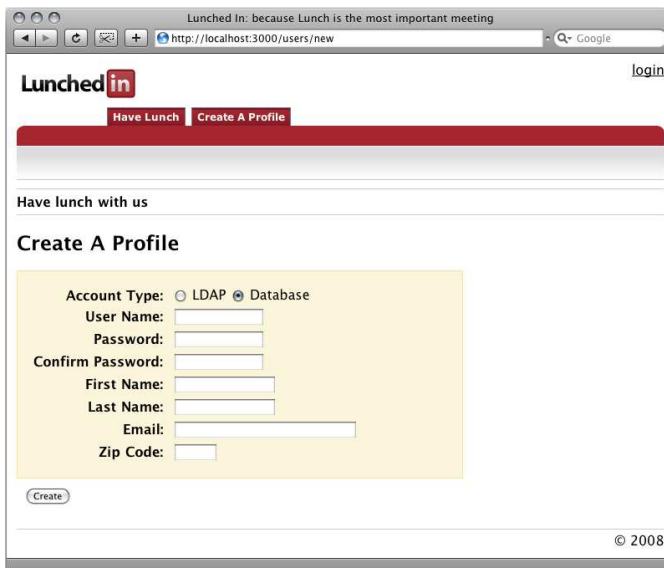 Lunched In: because Lunch is the most important meeting
http://localhost:3000/users/new
Google
login
Lunched in
Have Lunch Create A Profile
Have lunch with us
Create A Profile
Account Type: LDAP Database
User Name:
Password:
Confirm Password:
First Name:
Last Name:
Email:
Zip Code:
Create
© 2008